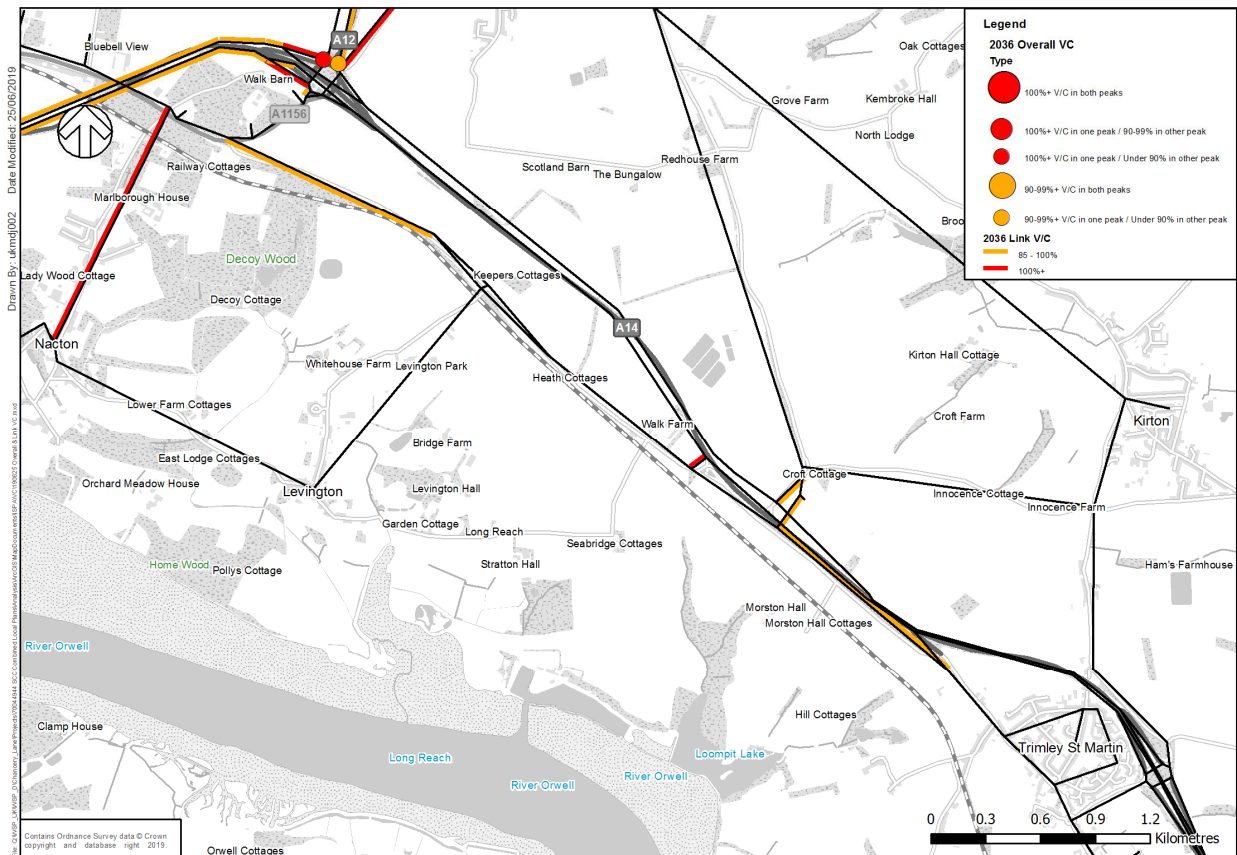 Legend
2036 Overall VC
Type
100%+ V/C in both peaks
100%+ V/C in one peak / 90-99% in other peak
100%+ V/C in one peak / Under 90% in other peak
90-99%+ V/C in both peaks
90-99%+ V/C in one peak / Under 90% in other peak
2036 Link V/C
85 - 100%
100%+
Date Modified: 25/06/2019
Drawn By: ukmdj002
Bluebell View
A12
Walk Barn
A1156
Oak Cottages
Grove Farm
Kembroke Hall
North Lodge
Railway Cottages
Scotland Barn
The Bungalow
Redhouse Farm
Marlborough House
Broo
Decoy Wood
Lady Wood Cottage
Keepers Cottages
Decoy Cottage
A14
Nacton
Whitehouse Farm
Levington Park
Heath Cottages
Kirton Hall Cottage
Lower Farm Cottages
Croft Farm
Kirton
Walk Farm
Bridge Farm
East Lodge Cottages
Croft Cottage
Orchard Meadow House
Levington
Levington Hall
Innocence Cottage
Innocence Farm
Garden Cottage
Long Reach
Seabridge Cottages
Home Wood
Pollys Cottage
Stratton Hall
Ham's Farmhouse
Morston Hall
Morston Hall Cottages
River Orwell
Clamp House
Hill Cottages
Trimley St Martin
Long Reach
Loompit Lake
River Orwell
River Orwell
0 0.3 0.6 0.9 1.2
Kilometres
Contains Ordnance Survey data © Crown
copyright and database right 2019.
Orwell Cottages